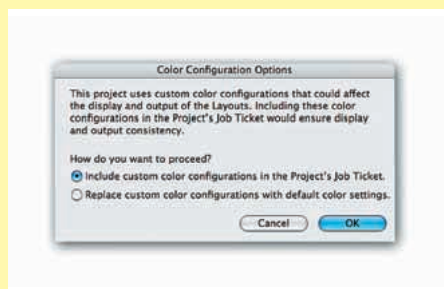 Color Configuration Options
This project uses custom color configurations that could affect
the display and output of the Layouts. Including these color
configurations in the Project's Job Ticket would ensure display
and output consistency.
How do you want to proceed?
Include custom color configurations in the Project's Job Ticket.
Replace custom color configurations with default color settings.
Cancel OK